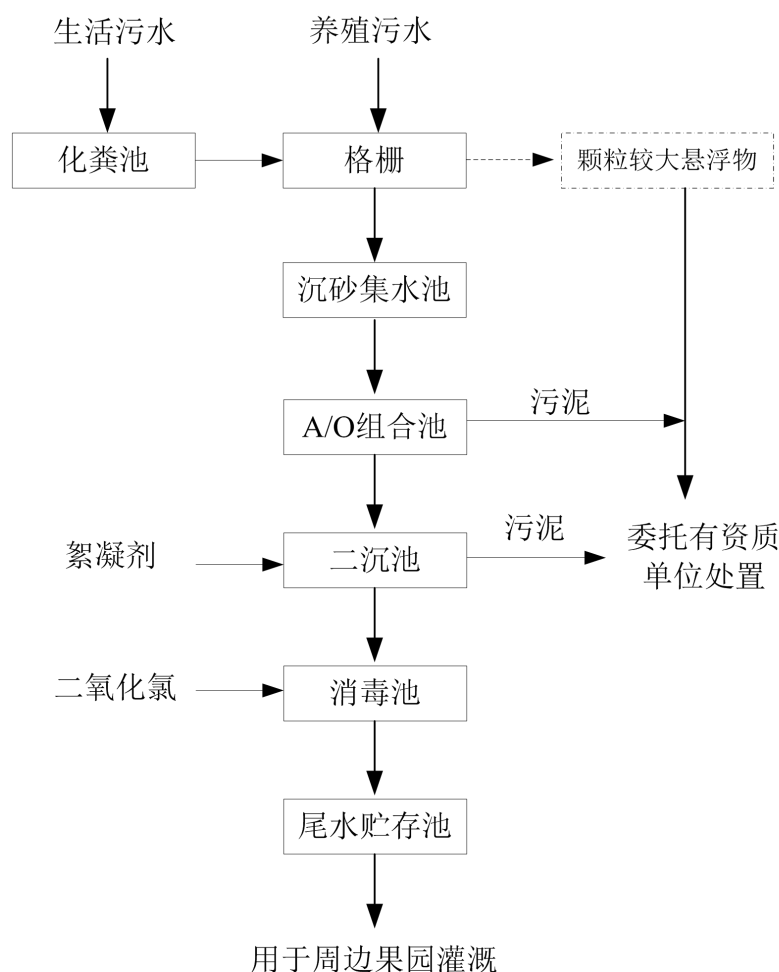 生活污水
养殖污水
化粪池
格栅
颗粒较大悬浮物
沉砂集水池
A/O组合池
污泥
絮凝剂
二沉池
污泥
委托有资质
单位处置
二氧化氯
消毒池
尾水贮存池
用于周边果园灌溉